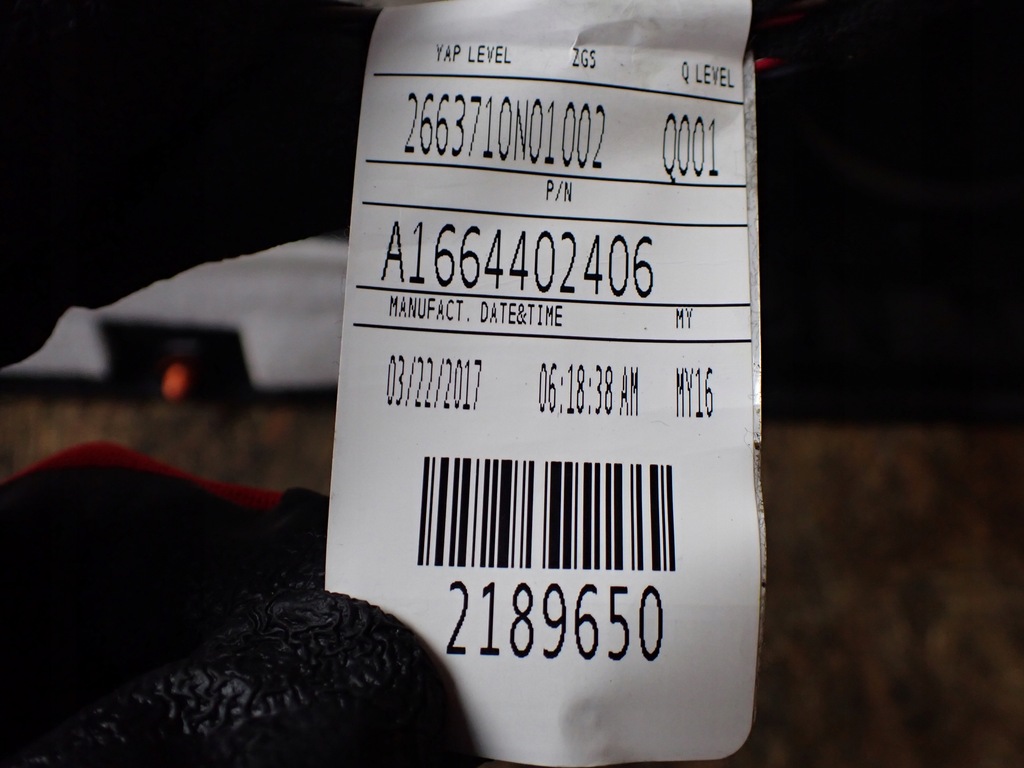 YAP LEVEL ZGS Q LEVEL
2663710N01002 Q001
P/N
A1664402406
MANUFACT. DATE&TIME MY
03/22/2017 06:18:38 AM MY16
2189650